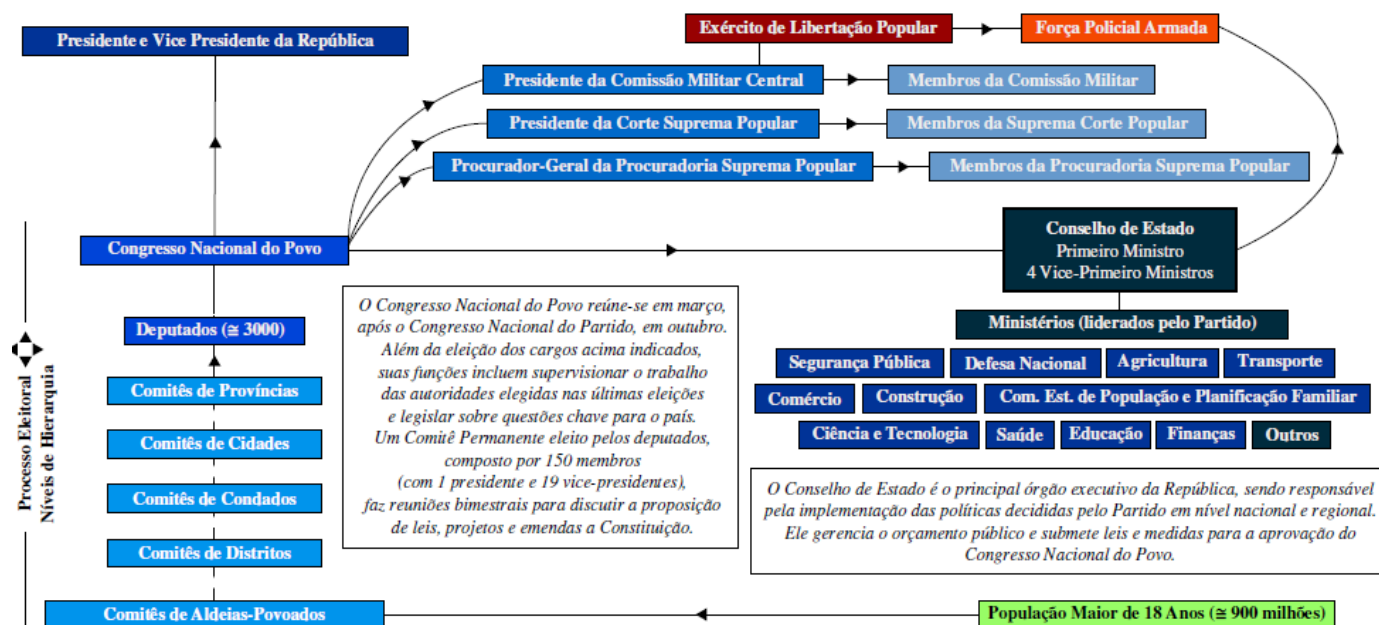 Presidente e Vice Presidente da República
Exército de Libertação Popular
Força Policial Armada
Presidente da Comissão Militar Central
Membros da Comissão Militar
Presidente da Corte Suprema Popular
Membros da Suprema Corte Popular
Procurador-Geral da Procuradoria Suprema Popular
Membros da Procuradoria Suprema Popular
Congresso Nacional do Povo
Conselho de Estado
Primeiro Ministro
4 Vice-Primeiro Ministros
O Congresso Nacional do Povo reúne-se em março,
após o Congresso Nacional do Partido, em outubro.
Além da eleição dos cargos acima indicados,
suas funções incluem supervisionar o trabalho
das autoridades elegidas nas últimas eleições
e legislar sobre questões chave para o país.
Um Comitê Permanente eleito pelos deputados,
composto por 150 membros
(com 1 presidente e 19 vice-presidentes),
faz reuniões bimestrais para discutir a proposição
de leis, projetos e emendas a Constituição.
Deputados (≅ 3000)
Ministérios (liderados pelo Partido)
Segurança Pública
Defesa Nacional
Agricultura
Transporte
Comércio
Construção
Com. Est. de População e Planificação Familiar
Ciência e Tecnologia
Saúde
Educação
Finanças
Outros
Processo Eleitoral
Níveis de Hierarquia
Comitês de Províncias
Comitês de Cidades
Comitês de Condados
Comitês de Distritos
O Conselho de Estado é o principal órgão executivo da República, sendo responsável
pela implementação das políticas decididas pelo Partido em nível nacional e regional.
Ele gerencia o orçamento público e submete leis e medidas para a aprovação do
Congresso Nacional do Povo.
Comitês de Aldeias-Povoados
População Maior de 18 Anos (≅ 900 milhões)